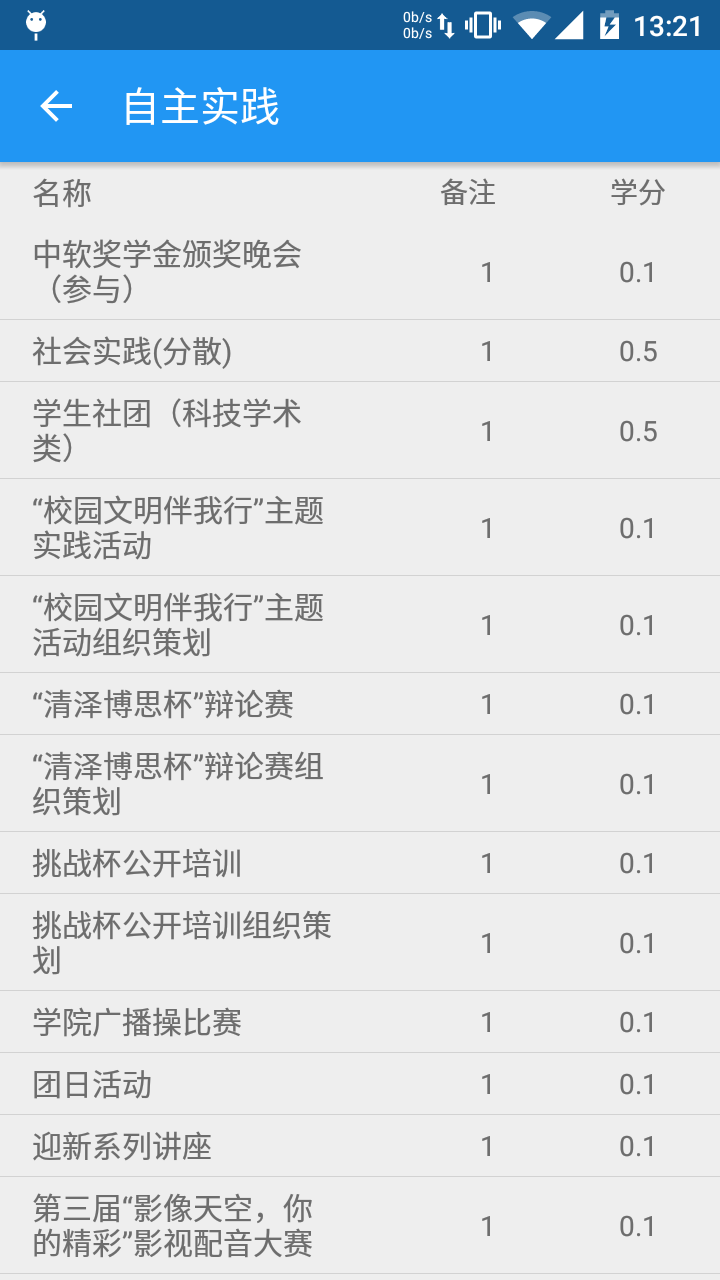 0b/s
0b/s
13:21
自主实践
名称 备注 学分
中软奖学金颁奖晚会
（参与） 1 0.1
社会实践(分散) 1 0.5
学生社团（科技学术
类） 1 0.5
“校园文明伴我行”主题
实践活动 1 0.1
“校园文明伴我行”主题
活动组织策划 1 0.1
“清泽博思杯”辩论赛 1 0.1
“清泽博思杯”辩论赛组
织策划 1 0.1
挑战杯公开培训 1 0.1
挑战杯公开培训组织策
划 1 0.1
学院广播操比赛 1 0.1
团日活动 1 0.1
迎新系列讲座 1 0.1
第三届“影像天空，你
的精彩”影视配音大赛 1 0.1